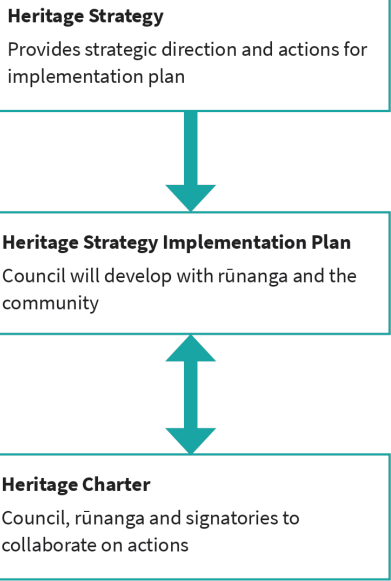 Heritage Strategy
Provides strategic direction and actions for
implementation plan
Heritage Strategy Implementation Plan
Council will develop with rūnanga and the
community
Heritage Charter
Council, rūnanga and signatories to
collaborate on actions